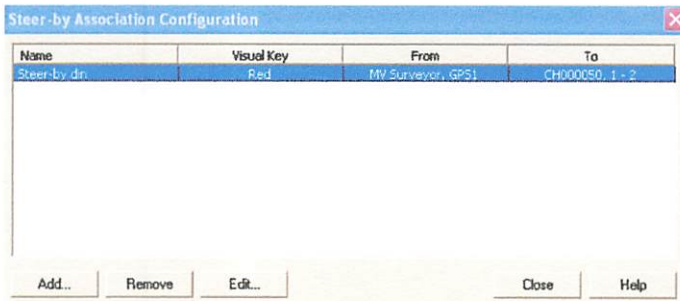 Steer-by Association Configuration
Name Visual Key From To
Steer-by din Red MV Surveyor, GPS1 CH000050, 1 - 2
Add... Remove Edit... Close Help